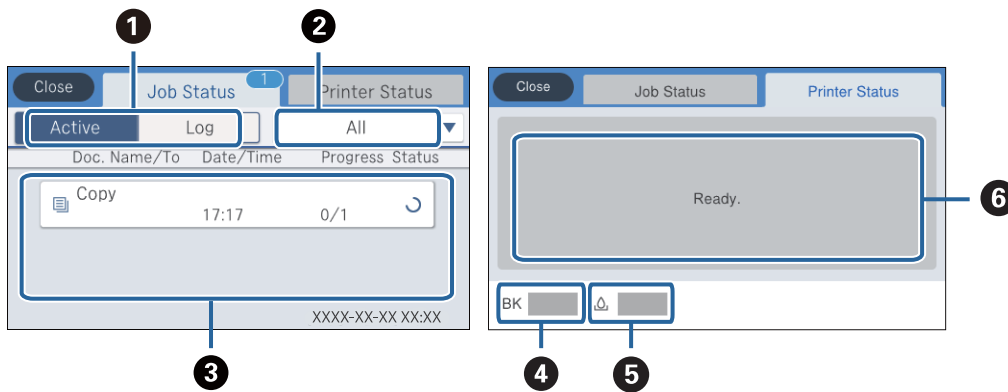 1 2
Close Job Status 1 Printer Status
Active Log All
Doc. Name/To Date/Time Progress Status
Copy
17:17 0/1
XXXX-XX-XX XX:XX
3
Close Job Status Printer Status
Ready.
6
BK
4 5